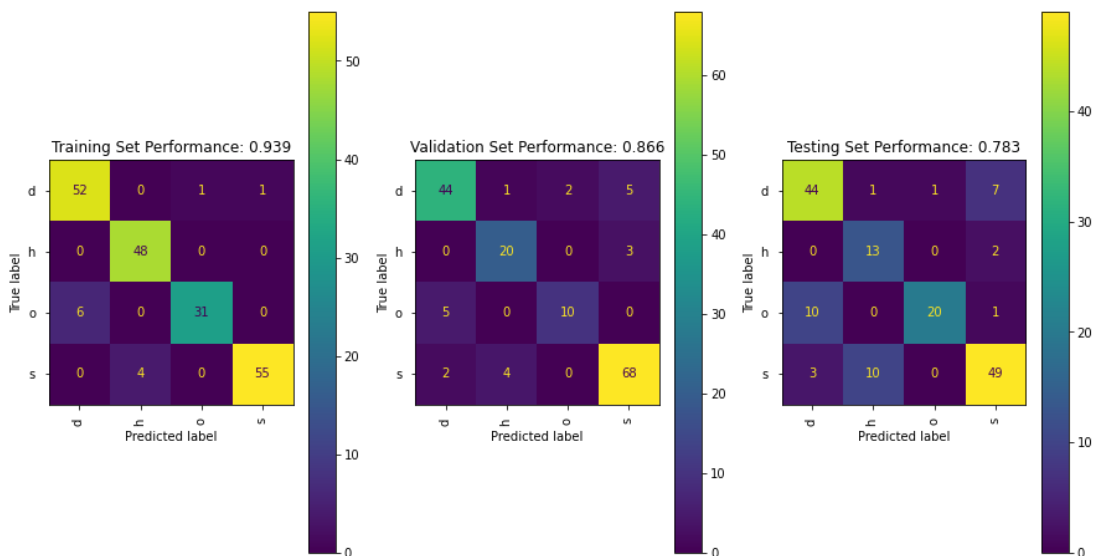 Training Set Performance: 0.939
d 52 0 1 1
h 0 48 0 0
o 6 0 31 0
s 0 4 0 55
d h o s
True label
Predicted label
50
40
30
20
10
0
Validation Set Performance: 0.866
d 44 1 2 5
h 0 20 0 3
o 5 0 10 0
s 2 4 0 68
d h o s
True label
Predicted label
60
50
40
30
20
10
0
Testing Set Performance: 0.783
d 44 1 1 7
h 0 13 0 2
o 10 0 20 1
s 3 10 0 49
d h o s
True label
Predicted label
40
30
20
10
0